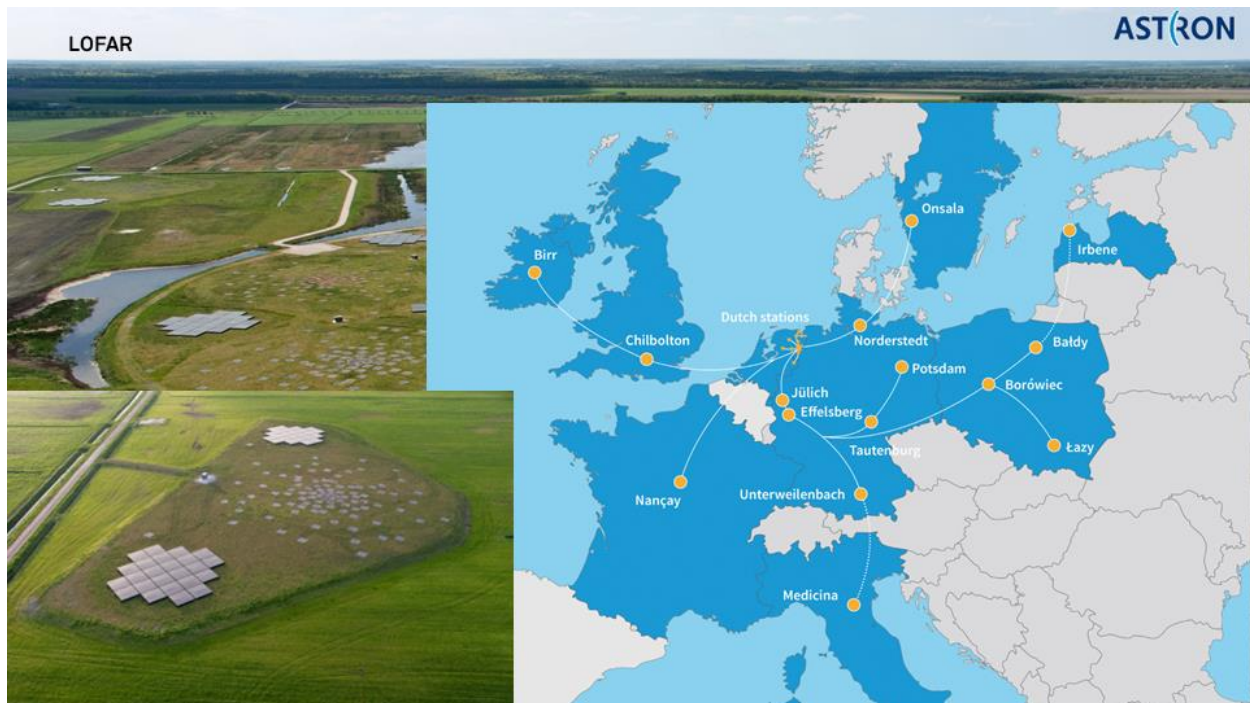 LOFAR
ASTRON
Onsala
Irbene
Birr
Dutch stations
Chilbolton
Norderstedt
Bałdy
Potsdam
Borówiec
Jülich
Effelsberg
Tautenburg
Łazy
Nançay
Unterweilenbach
Medicina